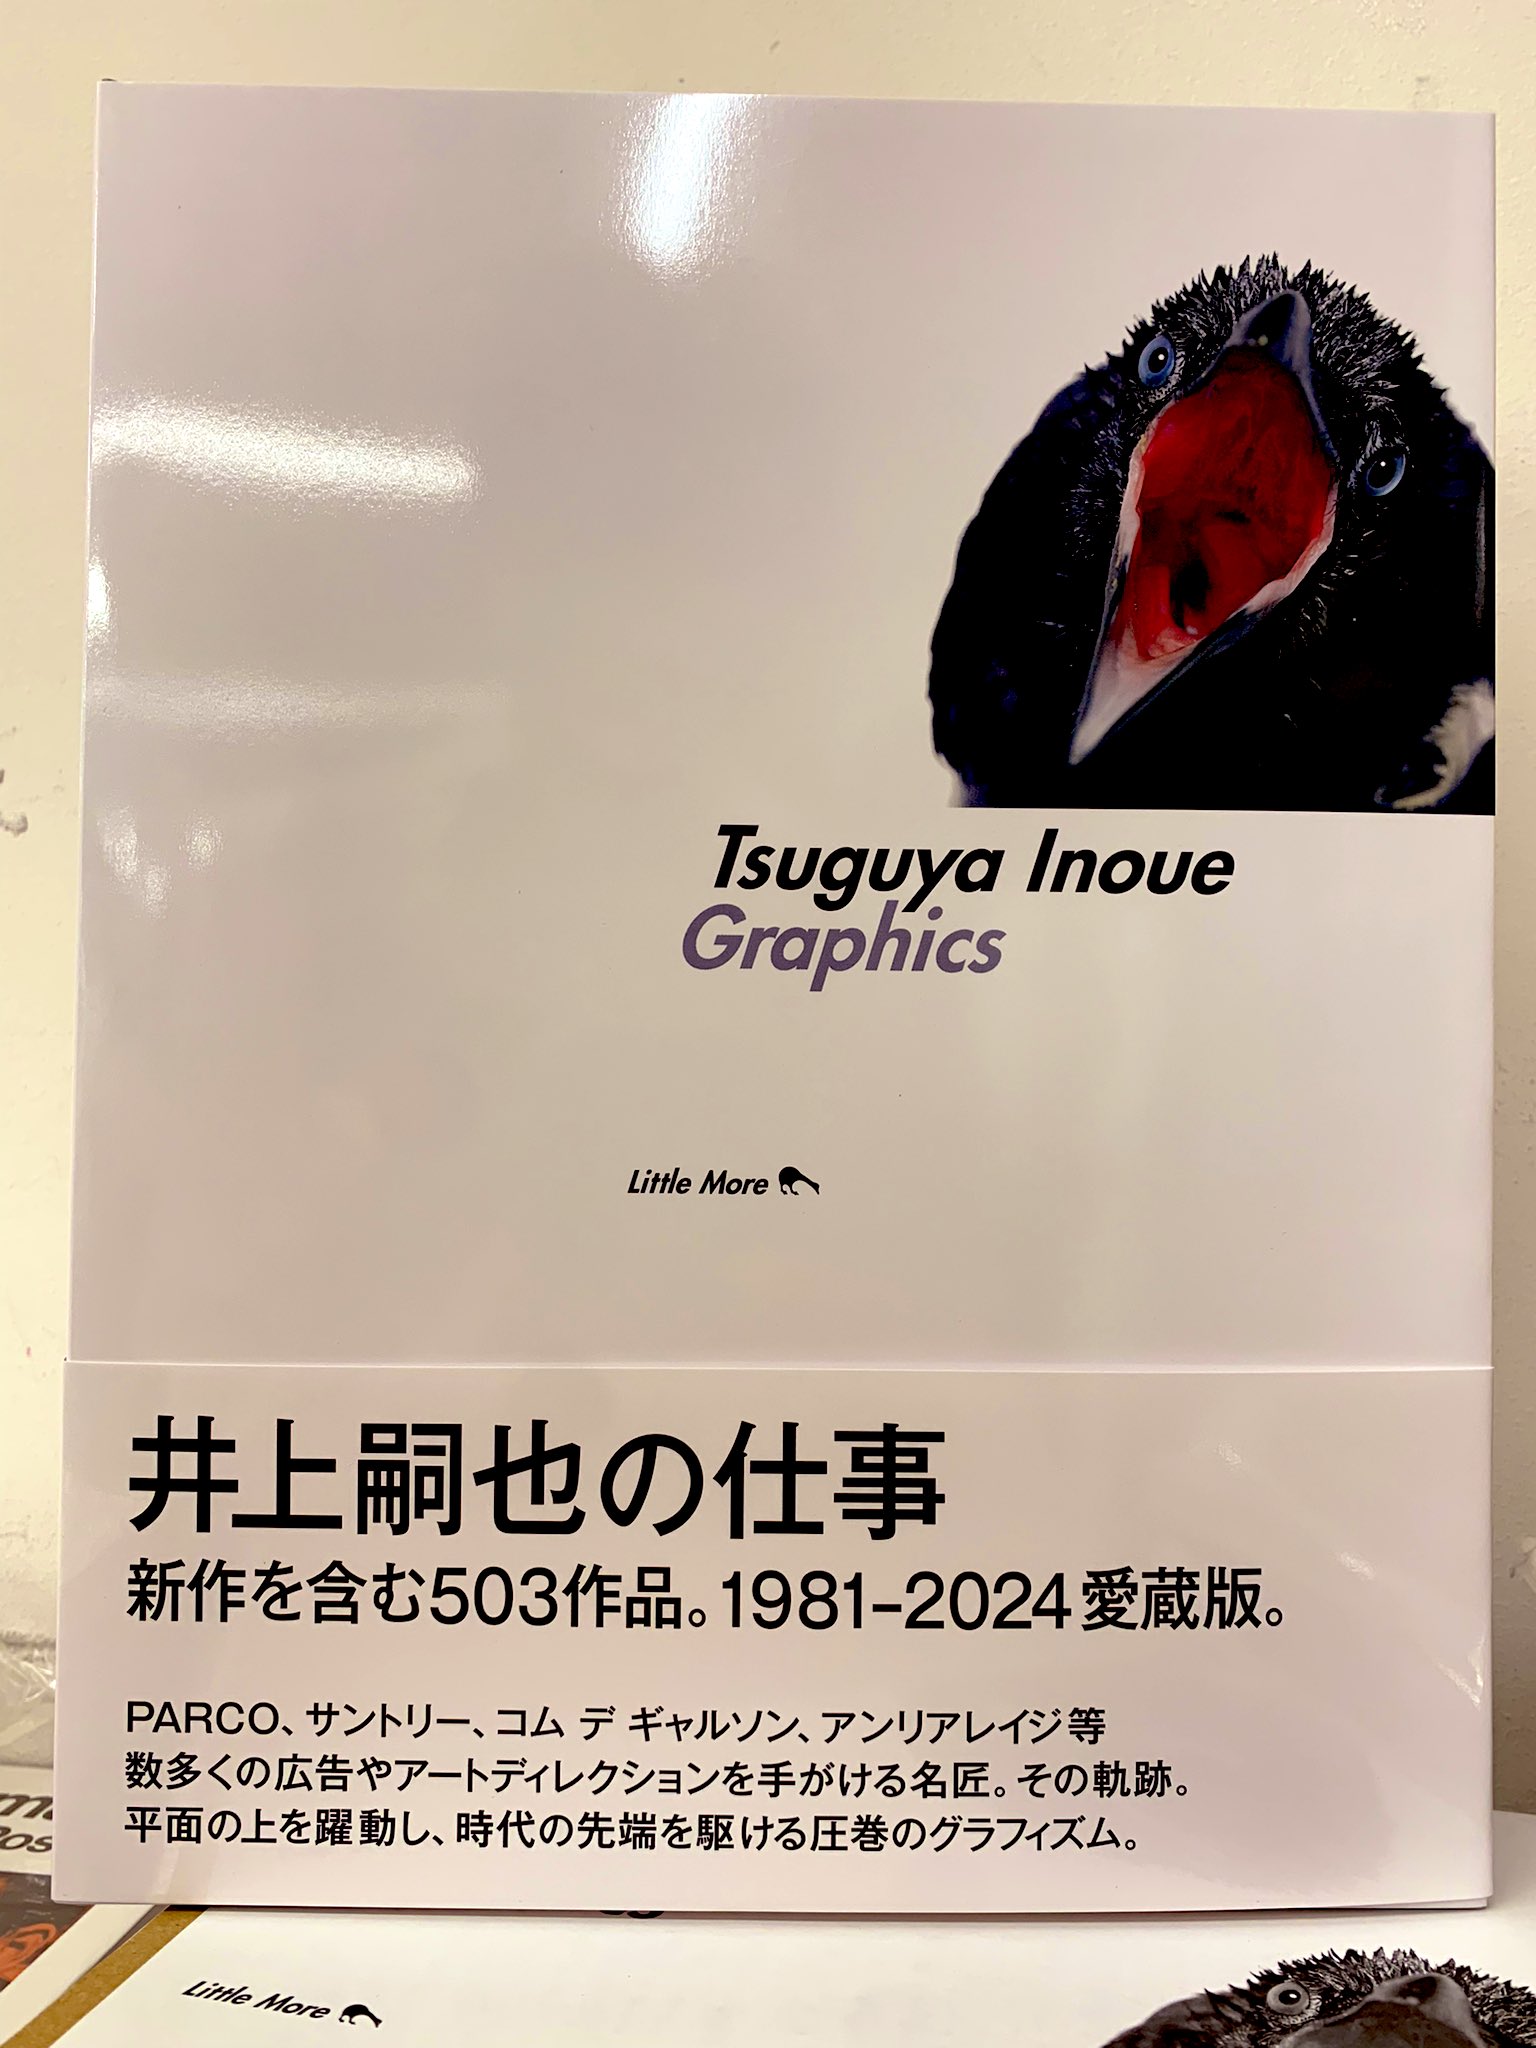 Tsuguya Inoue
Graphics
Little More
井上嗣也の仕事
新作を含む503作品。1981–2024愛蔵版。
PARCO、サントリー、コム デ ギャルソン、アンリアレイジ等
数多くの広告やアートディレクションを手がける名匠。その軌跡。
平面の上を躍動し、時代の先端を駆ける圧巻のグラフィズム。
Little More